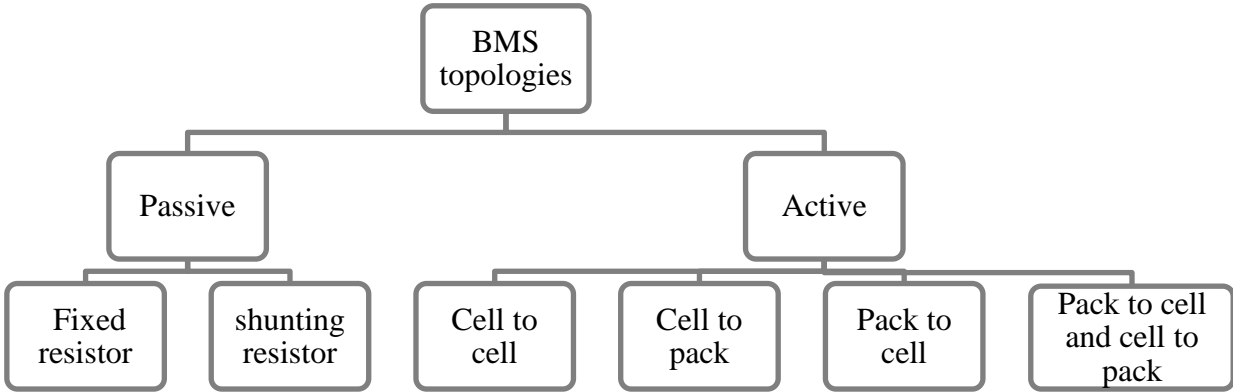 BMS
topologies
Passive
Active
Fixed
resistor
shunting
resistor
Cell to
cell
Cell to
pack
Pack to
cell
Pack to cell
and cell to
pack